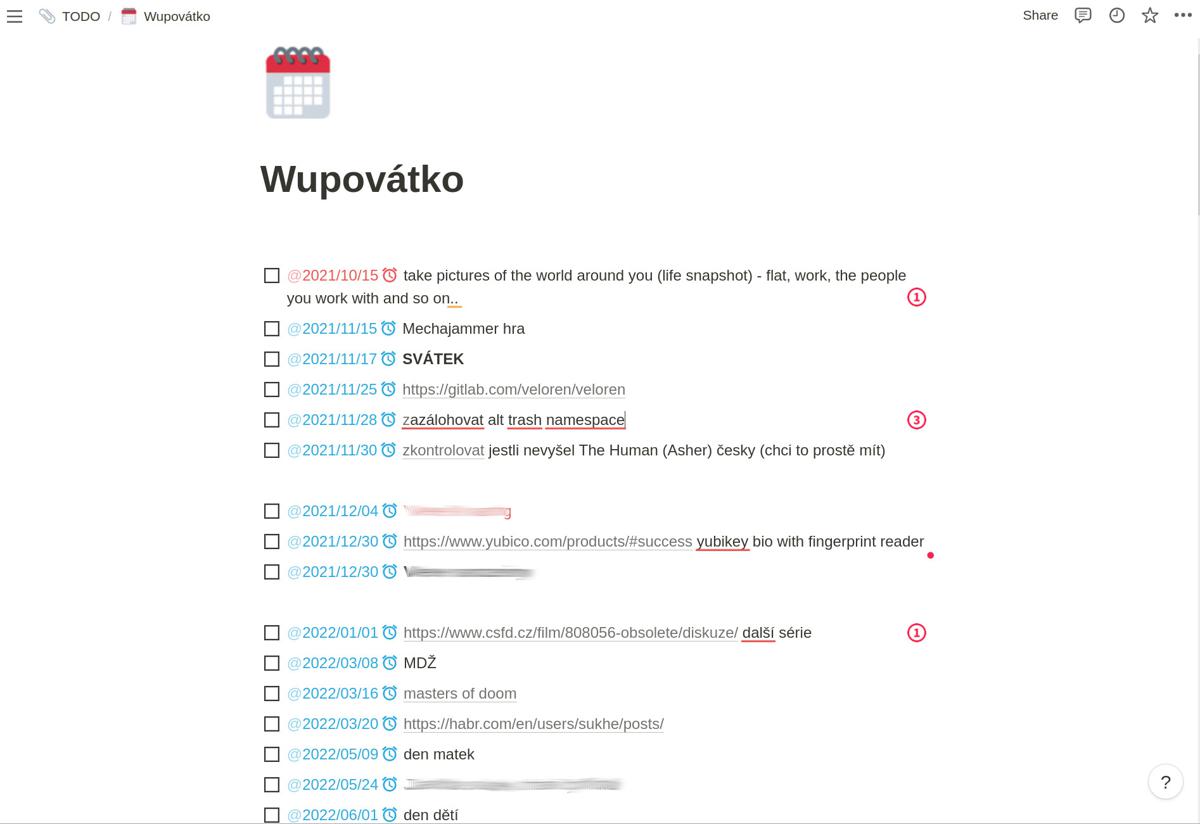 TODO / Wupovátko
Share
Wupovátko
@2021/10/15 take pictures of the world around you (life snapshot) - flat, work, the people
you work with and so on..
1
@2021/11/15 Mechajammer hra
@2021/11/17 SVÁTEK
@2021/11/25 https://gitlab.com/veloren/veloren
@2021/11/28 zazálohovat alt trash namespace
3
@2021/11/30 zkontrolovat jestli nevyšel The Human (Asher) česky (chci to prostě mít)
@2021/12/04
@2021/12/30 https://www.yubico.com/products/#success yubikey bio with fingerprint reader
@2021/12/30
@2022/01/01 https://www.csfd.cz/film/808056-obsolete/diskuze/ další série
1
@2022/03/08 MDŽ
@2022/03/16 masters of doom
@2022/03/20 https://habr.com/en/users/sukhe/posts/
@2022/05/09 den matek
@2022/05/24
@2022/06/01 den dětí
?